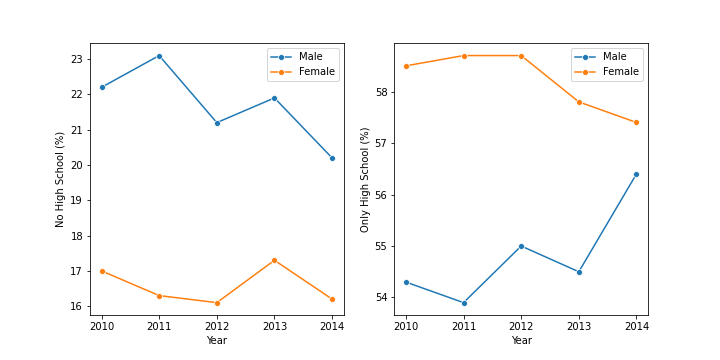 No High School (%)
23
22
21
20
19
18
17
16
2010 2011 2012 2013 2014
Year
Male
Female
Only High School (%)
58
57
56
55
54
2010 2011 2012 2013 2014
Year
Male
Female